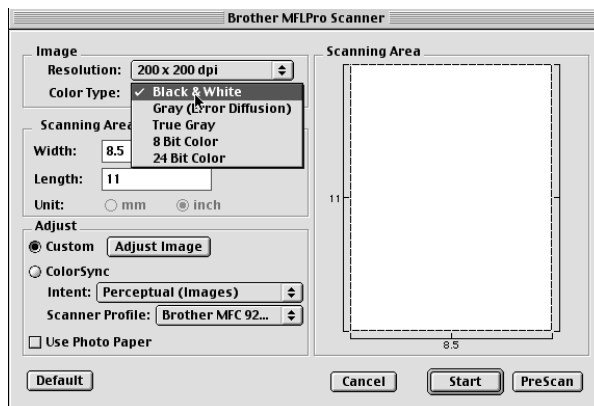 Brother MFLPro Scanner
Image
Resolution: 200 x 200 dpi
Color Type: Black & White
Gray (Error Diffusion)
True Gray
8 Bit Color
24 Bit Color
Scanning Area
Width: 8.5
Length: 11
Unit: mm inch
Adjust
Custom Adjust Image
ColorSync
Intent: Perceptual (Images)
Scanner Profile: Brother MFC 92...
Use Photo Paper
Default
Scanning Area
11
8.5
Cancel Start PreScan